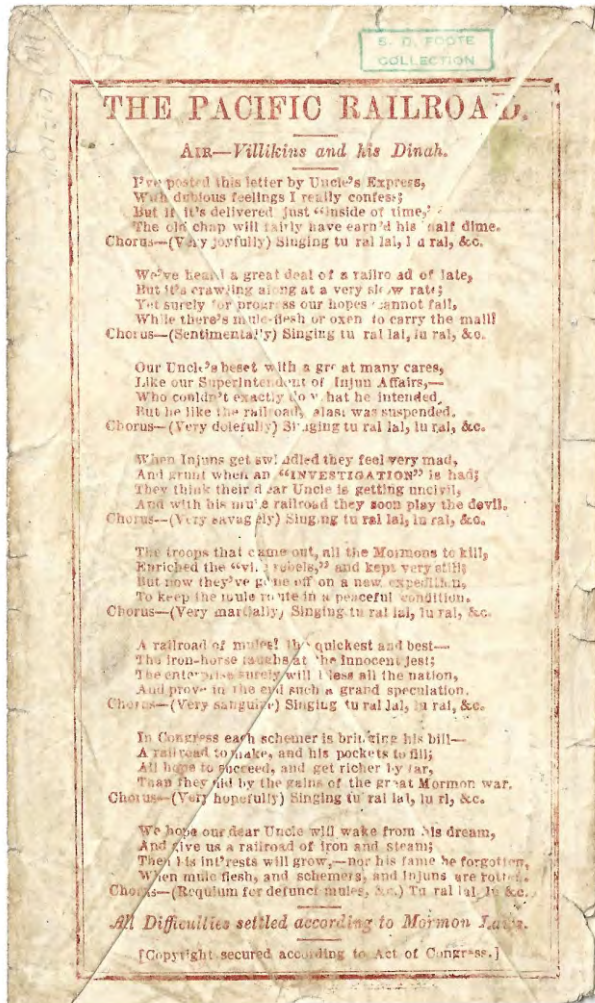 S. D. FOOTE
COLLECTION
THE PACIFIC RAILROAD.
AIR—Villikins and his Dinah.
I've posted this letter by Uncle's Express,
With dubious feelings I really confess;
But if it's delivered just "inside of time,"
The old chap will fairly have earn'd his half dime.
Chorus—(Very joyfully) Singing tu ral lal, lu ral, &c.
We've heard a great deal of a railroad of late,
But it's crawling along at a very slow rate;
Yet surely for progress our hopes cannot fail,
While there's mule-flesh or oxen to carry the mail!
Chorus—(Sentimentally) Singing tu ral lal, lu ral, &c.
Our Uncle's beset with a great many cares,
Like our Superintendent of Injun Affairs,—
Who couldn't exactly do what he intended,
But he like the railroad, alas! was suspended.
Chorus—(Very dolefully) Singing tu ral lal, lu ral, &c.
When Injuns get swindled they feel very mad,
And grunt when an "INVESTIGATION" is had;
They think their dear Uncle is getting uncivil,
And with his mule railroad they soon play the devil.
Chorus—(Very savagely) Singing tu ral lal, lu ral, &c.
The troops that came out, all the Mormons to kill,
Enriched the "vile rebels," and kept very still;
But now they've gone off on a new expedition,
To keep the mule route in a peaceful condition.
Chorus—(Very martially) Singing tu ral lal, lu ral, &c.
A railroad of mules! the quickest and best—
The iron-horse laughs at the innocent jest;
The enterprise surely will bless all the nation,
And prove in the end such a grand speculation.
Chorus—(Very sanguine) Singing tu ral lal, lu ral, &c.
In Congress each schemer is bringing his bill—
A railroad to make, and his pockets to fill;
All hope to succeed, and get richer by far,
Than they did by the gains of the great Mormon war.
Chorus—(Very hopefully) Singing tu ral lal, lu rl, &c.
We hope our dear Uncle will wake from his dream,
And give us a railroad of iron and steam;
Then his int'rests will grow,—nor his fame be forgotten,
When mule flesh, and schemers, and Injuns are rotten.
Chorus—(Requium for defunct mules, &c.) Tu ral lal, lu &c.
All Difficulties settled according to Mormon Laws.
[Copyright secured according to Act of Congress.]